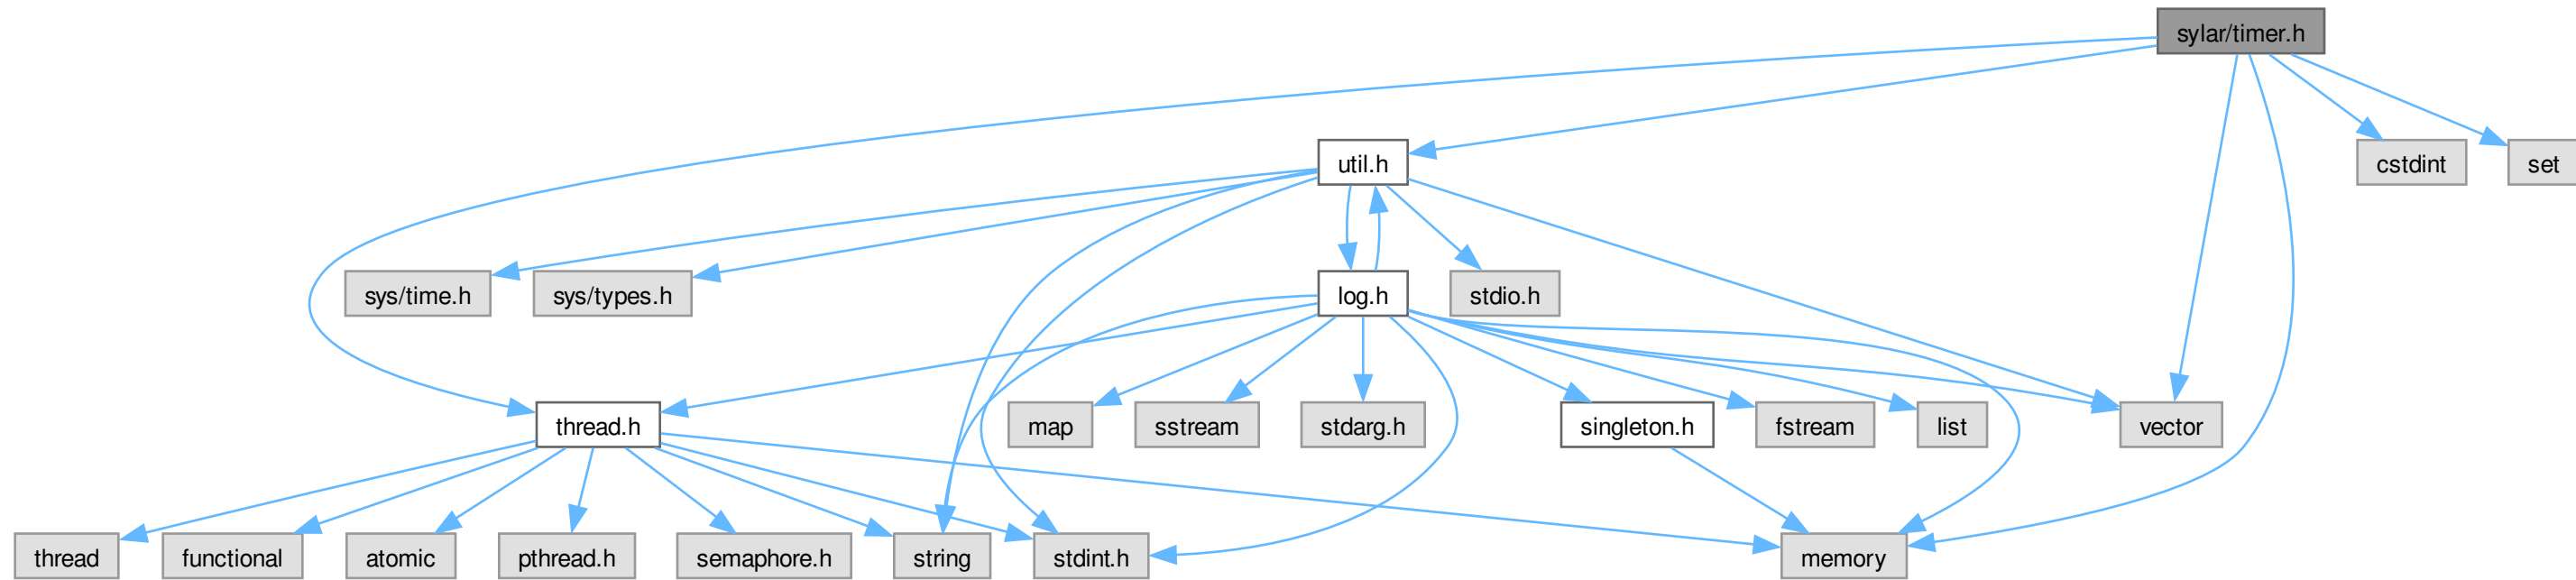 sylar/timer.h
util.h
cstdint
set
sys/time.h
sys/types.h
log.h
stdio.h
thread.h
map
sstream
stdarg.h
singleton.h
fstream
list
vector
thread
functional
atomic
pthread.h
semaphore.h
string
stdint.h
memory